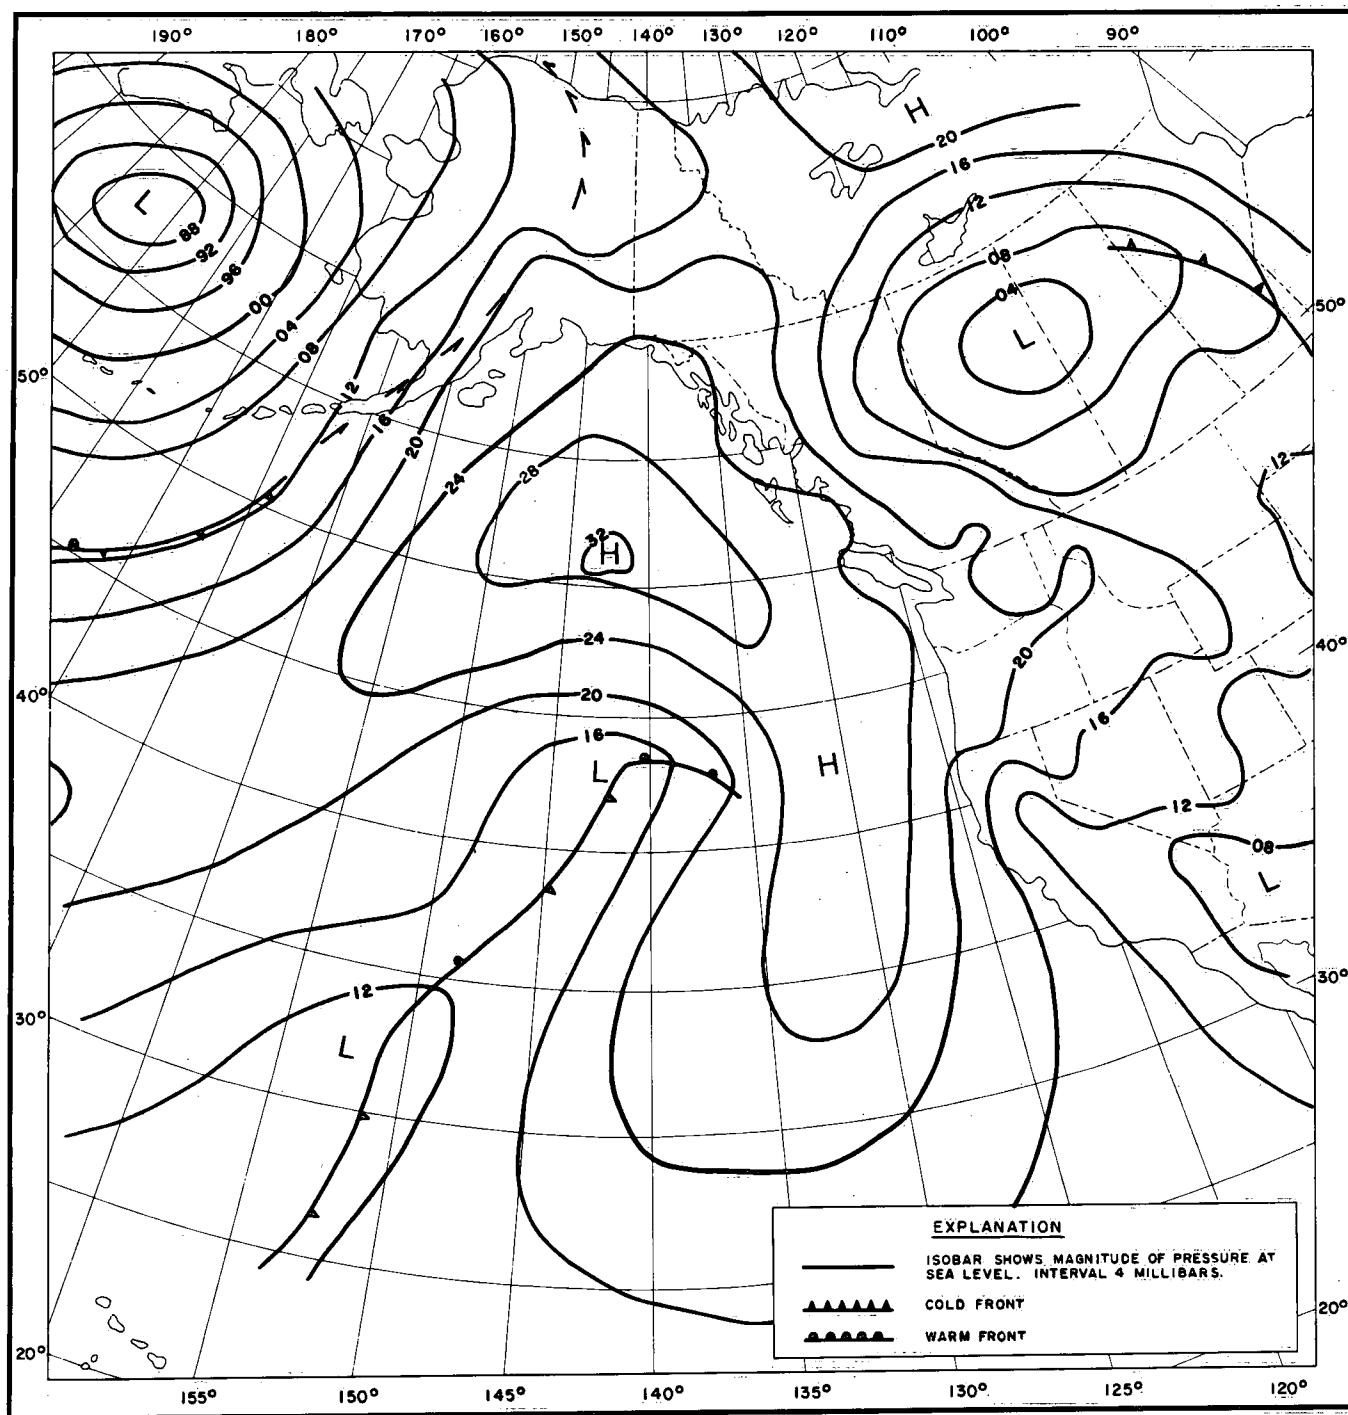 190° 180° 170° 160° 150° 140° 130° 120° 110° 100° 90°
H
20
16
12
L
88
92
96
00
04
08
08
04
L
50°
50°
12
16
20
24
28
32
H
12
24
20
40°
40°
20
16
16
L
H
12
08
L
12
L
30°
30°
EXPLANATION
ISOBAR SHOWS MAGNITUDE OF PRESSURE AT
SEA LEVEL. INTERVAL 4 MILLIBARS.
COLD FRONT
WARM FRONT
20°
20°
155° 150° 145° 140° 135° 130° 125° 120°